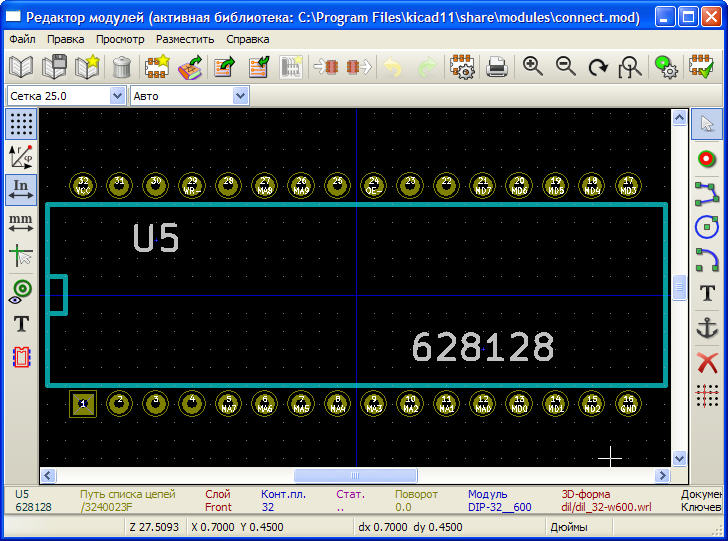 Редактор модулей (активная библиотека: C:\Program Files\kicad11\share\modules\connect.mod)
Файл Правка Просмотр Разместить Справка
Сетка 25.0 Авто
In
mm
T
T
32 31 30 29 28 27 26 25 24 23 22 21 20 19 18 17
VCC WR- MA8 MA9 OE- MD7 MD6 MD5 MD4 MD3
U5
628128
1 2 3 4 5 6 7 8 9 10 11 12 13 14 15 16
MA7 MA6 MA5 MA4 MA3 MA2 MA1 MA0 MD0 MD1 MD2 GND
U5 Путь списка цепей Слой Конт.пл. Стат. Поворот Модуль 3D-форма Докумен
628128 /3240023F Front 32 .. 0.0 DIP-32__600 dil/dil_32-w600.wrl Ключев
Z 27.5093 X 0.7000 Y 0.4500 dx 0.7000 dy 0.4500 Дюймы